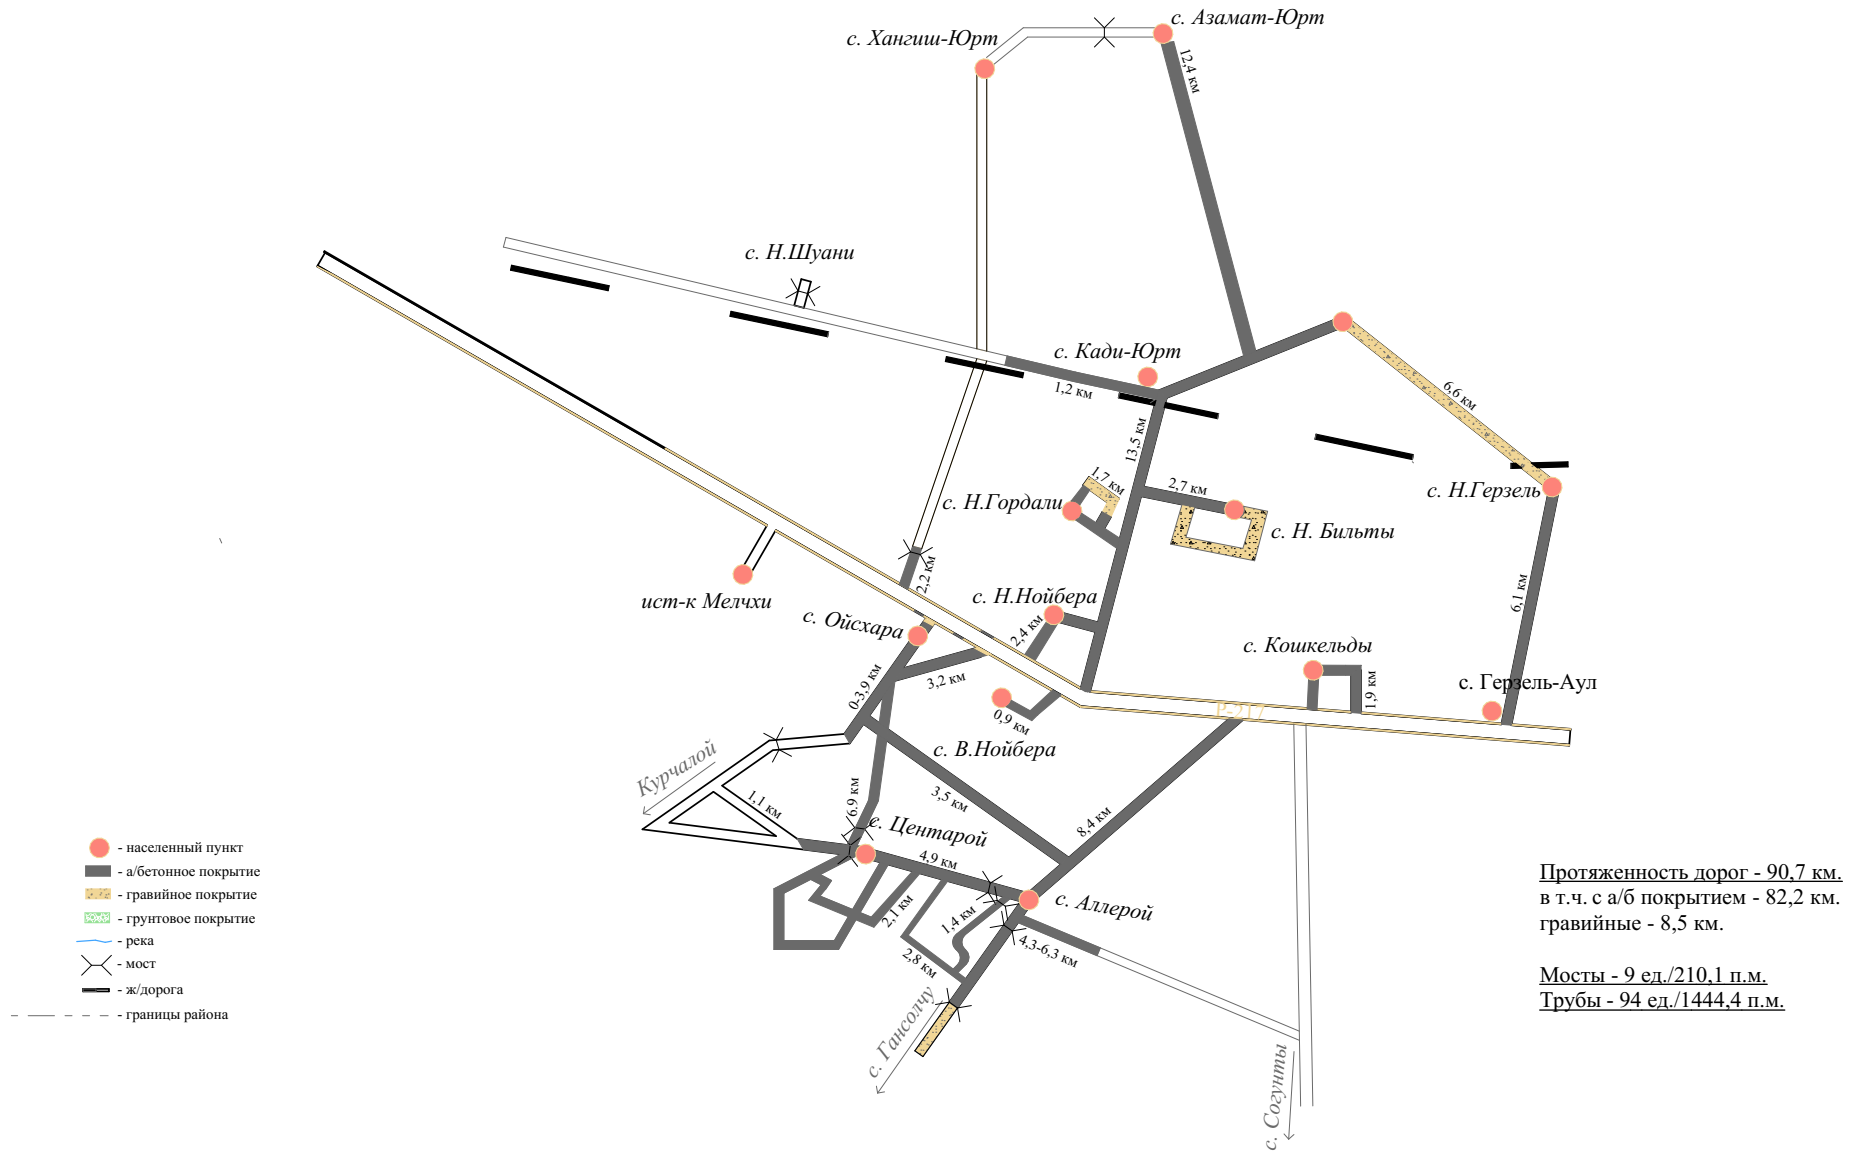 с. Азамат-Юрт
с. Хангиш-Юрт
12,4 км
с. Н.Шуани
с. Кади-Юрт
1,2 км
6,6 км
13,5 км
1,7 км
2,7 км
с. Н.Гордали
с. Н.Герзель
с. Н. Бильты
2,2 км
6,1 км
ист-к Мелчхи
с. Н.Нойбера
с. Ойсхара
2,4 км
с. Кошкельды
0-3,9 км
3,2 км
1,9 км
с. Герзель-Аул
0,9 км
Р-217
с. В.Нойбера
Курчалой
1,1 км
6.9 км
3,5 км
8,4 км
с. Центарой
4,9 км
с. Аллерой
2,1 км
1,4 км
4,3-6,3 км
2,8 км
с. Гансолчу
с. Согунты
- населенный пункт
- а/бетонное покрытие
- гравийное покрытие
- грунтовое покрытие
- река
- мост
- ж/дорога
- границы района
Протяженность дорог - 90,7 км.
в т.ч. с а/б покрытием - 82,2 км.
гравийные - 8,5 км.
Мосты - 9 ед./210,1 п.м.
Трубы - 94 ед./1444,4 п.м.